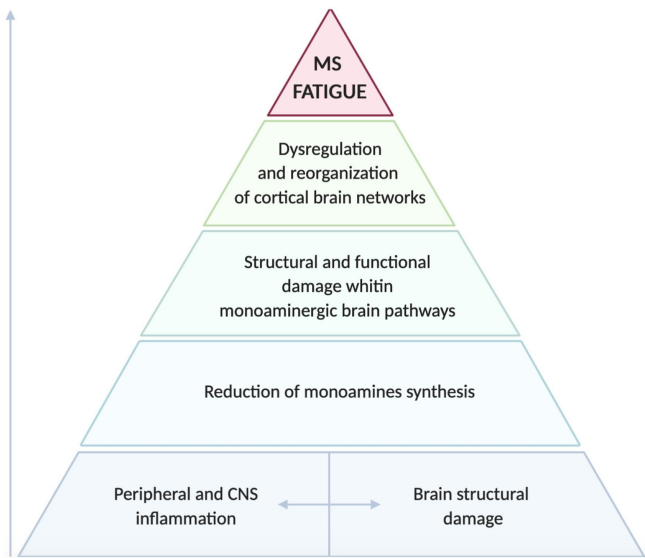 MS
FATIGUE
Dysregulation
and reorganization
of cortical brain networks
Structural and functional
damage whitin
monoaminergic brain pathways
Reduction of monoamines synthesis
Peripheral and CNS
inflammation
Brain structural
damage